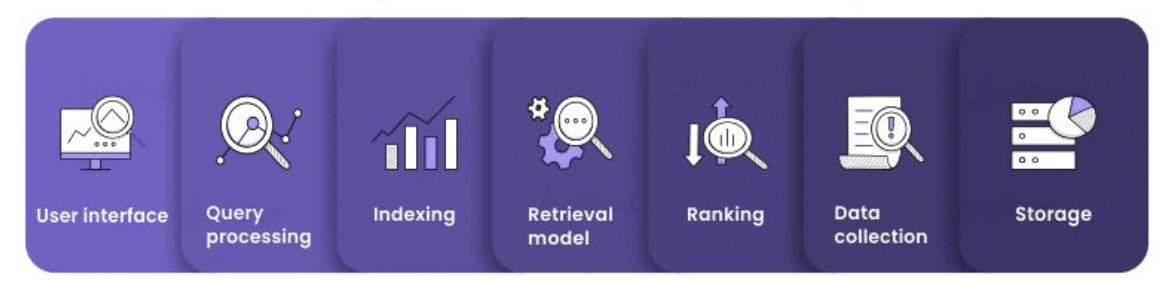 User interface
Query
processing
Indexing
Retrieval
model
Ranking
Data
collection
Storage